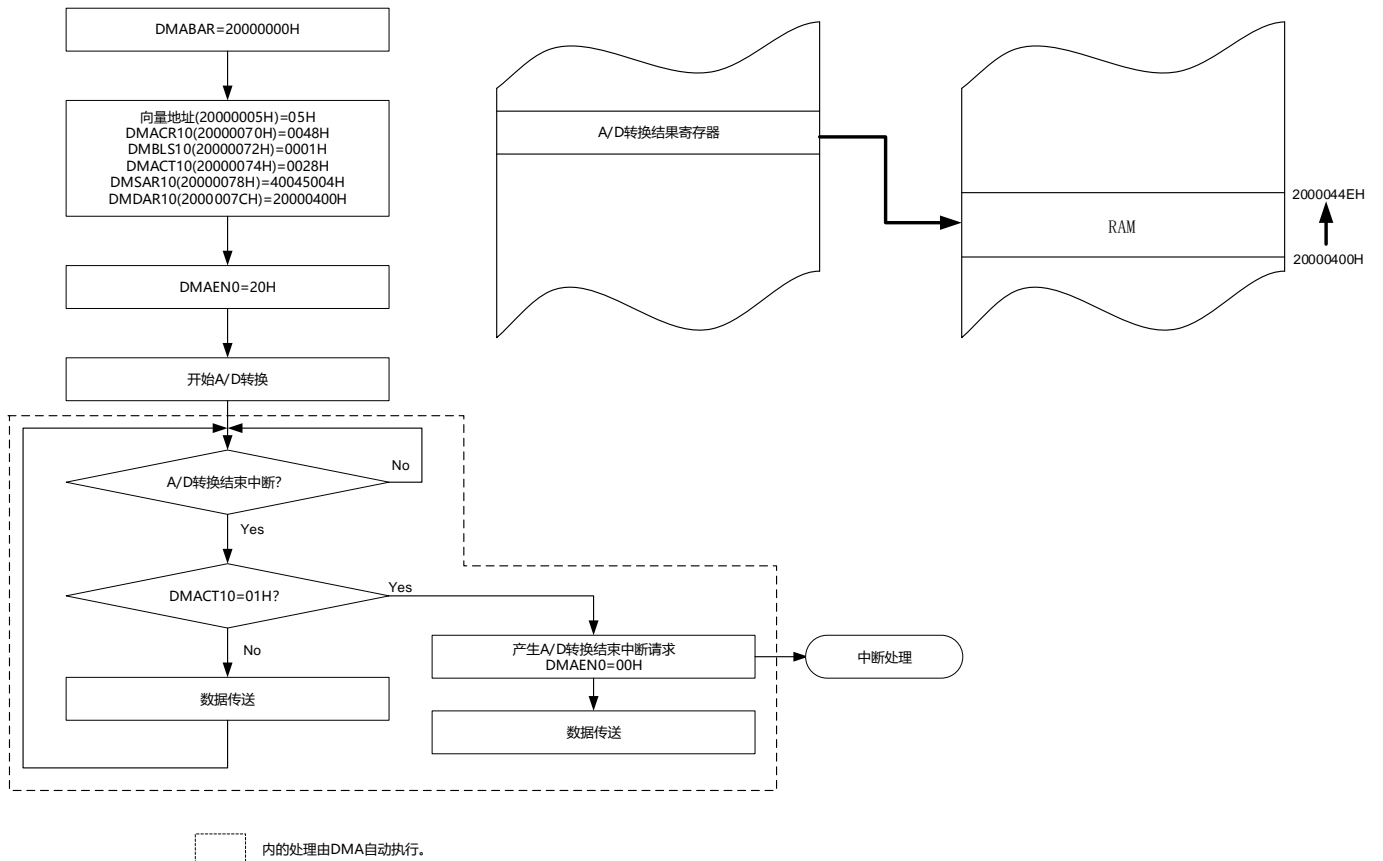 DMABAR=20000000H
向量地址(20000005H)=05H
DMACR10(20000070H)=0048H
DMBLS10(20000072H)=0001H
DMACT10(20000074H)=0028H
DMSAR10(20000078H)=40045004H
DMDAR10(2000007CH)=20000400H
DMAEN0=20H
开始A/D转换
A/D转换结束中断?
No
Yes
DMACT10=01H?
Yes
No
数据传送
产生A/D转换结束中断请求
DMAEN0=00H
数据传送
中断处理
A/D转换结果寄存器
RAM
2000044EH
20000400H
内的处理由DMA自动执行。